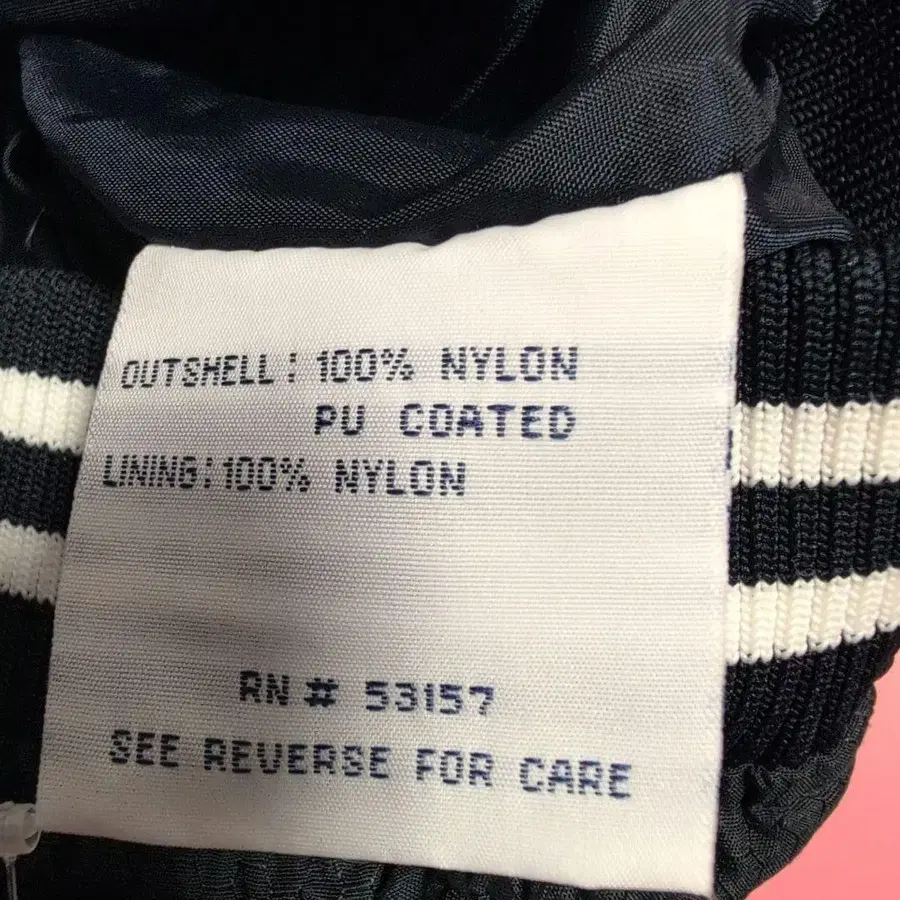 OUTSHELL: 100% NYLON
PU COATED
LINING: 100% NYLON
RN # 53157
SEE REVERSE FOR CARE